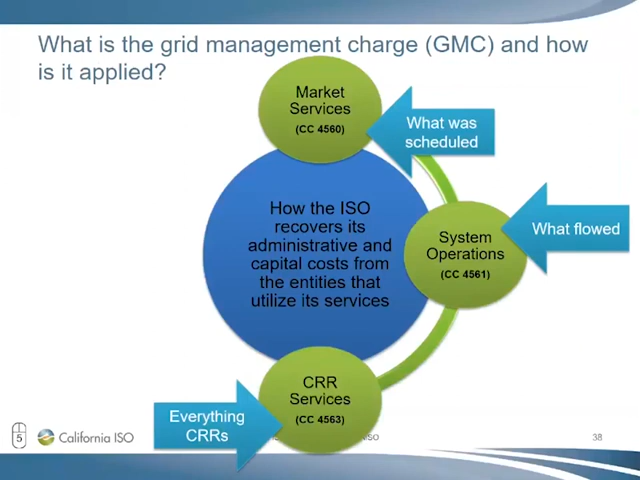 What is the grid management charge (GMC) and how
is it applied?
Market
Services
(CC 4560)
What was
scheduled
How the ISO
recovers its
administrative and
capital costs from
the entities that
utilize its services
System
Operations
(CC 4561)
What flowed
CRR
Services
(CC 4563)
Everything
CRRs
5
California ISO
ISO
38